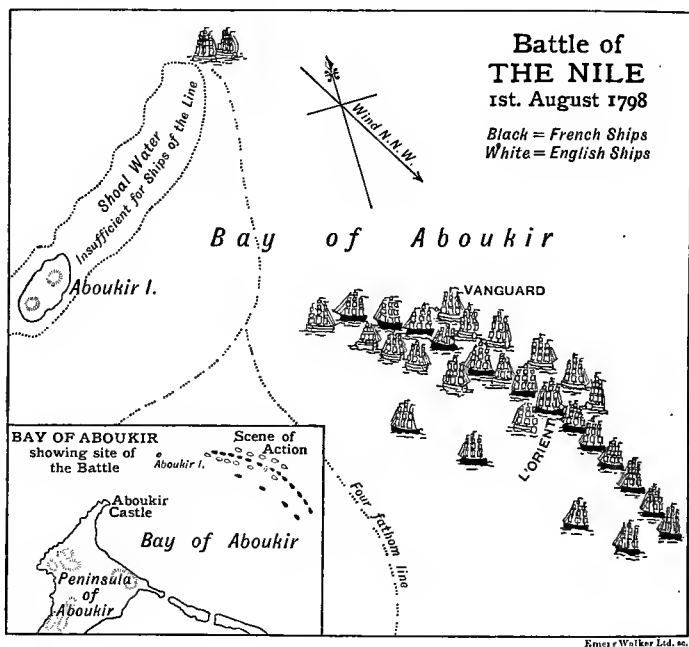 Battle of
THE NILE
1st. August 1798
Black = French Ships
White = English Ships
Wind N.N.W.
Shoal Water
Insufficient for Ships of the Line
Bay of Aboukir
Aboukir I.
VANGUARD
L'ORIENT
Four fathom line
BAY OF ABOUKIR
showing site of
the Battle
Scene of
Action
Aboukir I.
Aboukir
Castle
Bay of Aboukir
Peninsula
of
Aboukir
Emery Walker Ltd. sc.